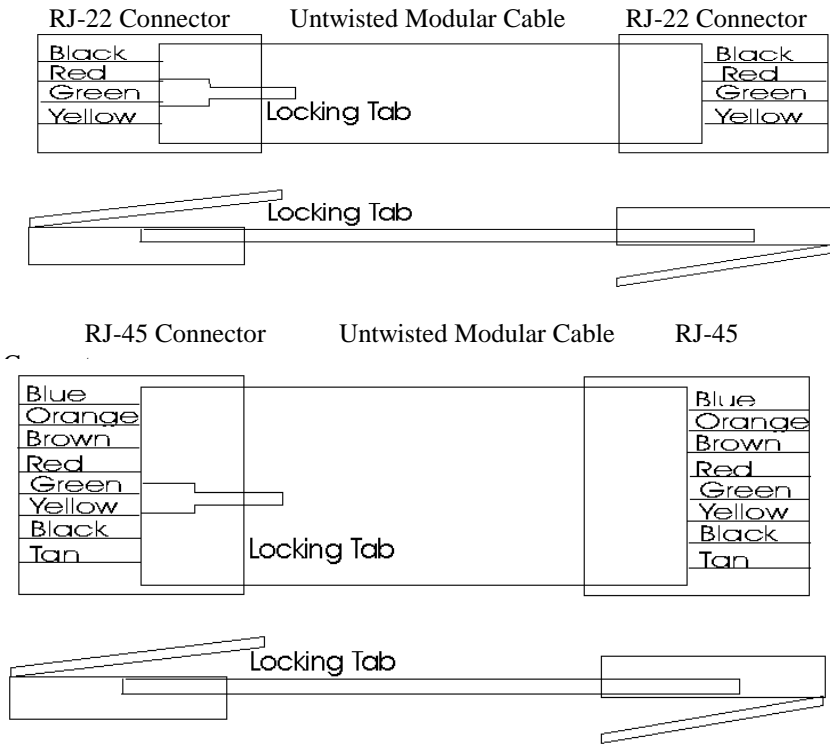 RJ-22 Connector Untwisted Modular Cable RJ-22 Connector
Black Black
Red Red
Green Green
Yellow Yellow
Locking Tab
Locking Tab
RJ-45 Connector Untwisted Modular Cable RJ-45
Blue Blue
Orange Orange
Brown Brown
Red Red
Green Green
Yellow Yellow
Black Black
Tan Tan
Locking Tab
Locking Tab